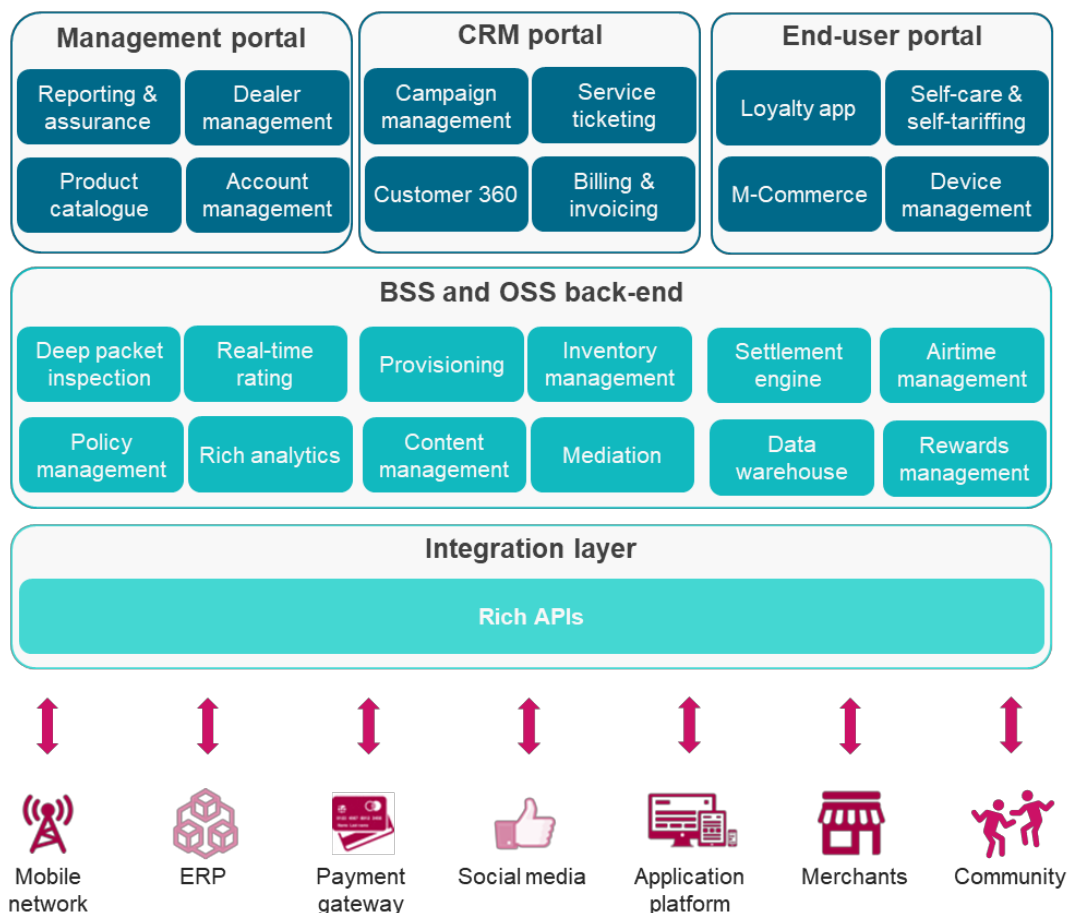 Management portal
Reporting &
assurance
Dealer
management
Product
catalogue
Account
management
CRM portal
Campaign
management
Service
ticketing
Customer 360
Billing &
invoicing
End-user portal
Loyalty app
Self-care &
self-tariffing
M-Commerce
Device
management
BSS and OSS back-end
Deep packet
inspection
Real-time
rating
Provisioning
Inventory
management
Settlement
engine
Airtime
management
Policy
management
Rich analytics
Content
management
Mediation
Data
warehouse
Rewards
management
Integration layer
Rich APIs
Mobile
network
ERP
Payment
gateway
Social media
Application
platform
Merchants
Community